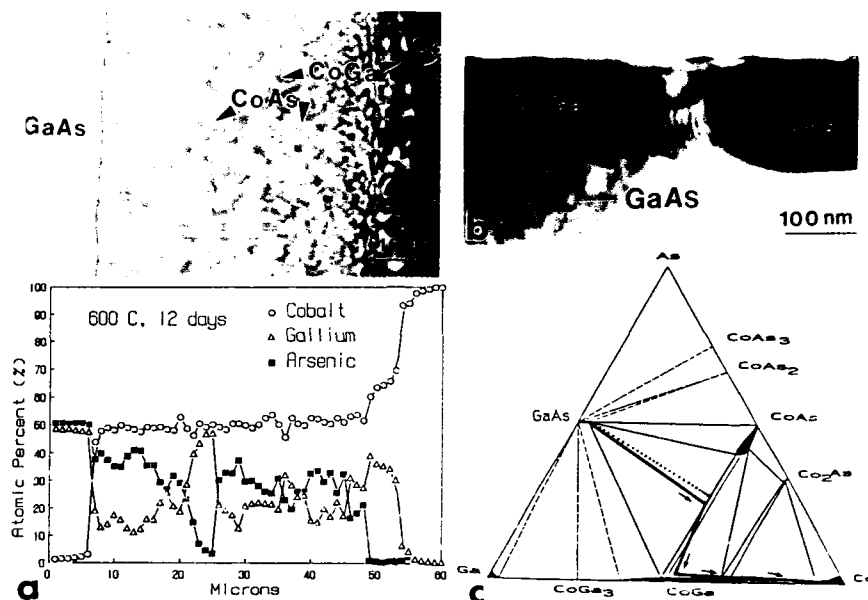 GaAs
CoGa
CoAs
b
GaAs
100 nm
600 C, 12 days
Cobalt
Gallium
Arsenic
Atomic Percent (%)
100
90
80
70
60
50
40
30
20
10
0
0 10 20 30 40 50 60
Microns
a
As
CoAs3
CoAs2
GaAs
CoAs
Co2As
Ga
CoGa3
CoGa
Co
c